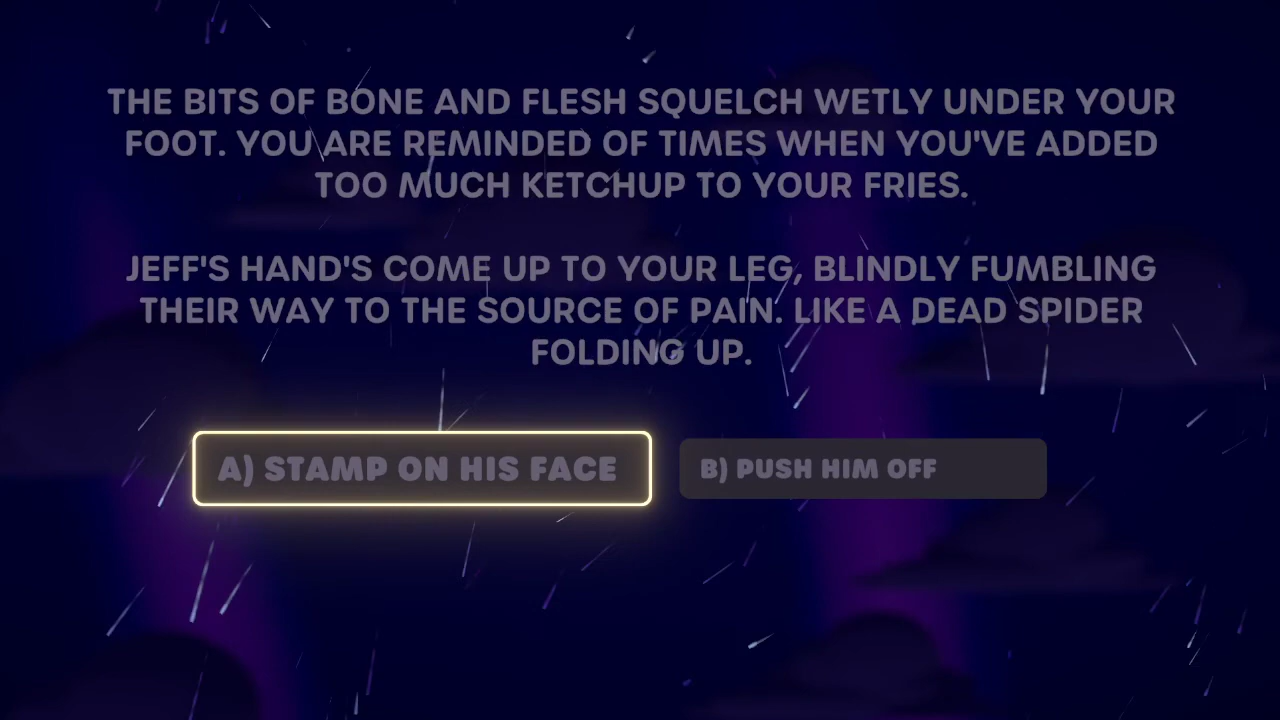 THE BITS OF BONE AND FLESH SQUELCH WETLY UNDER YOUR
FOOT. YOU ARE REMINDED OF TIMES WHEN YOU'VE ADDED
TOO MUCH KETCHUP TO YOUR FRIES.
JEFF'S HAND'S COME UP TO YOUR LEG, BLINDLY FUMBLING
THEIR WAY TO THE SOURCE OF PAIN. LIKE A DEAD SPIDER
FOLDING UP.
A) STAMP ON HIS FACE
B) PUSH HIM OFF